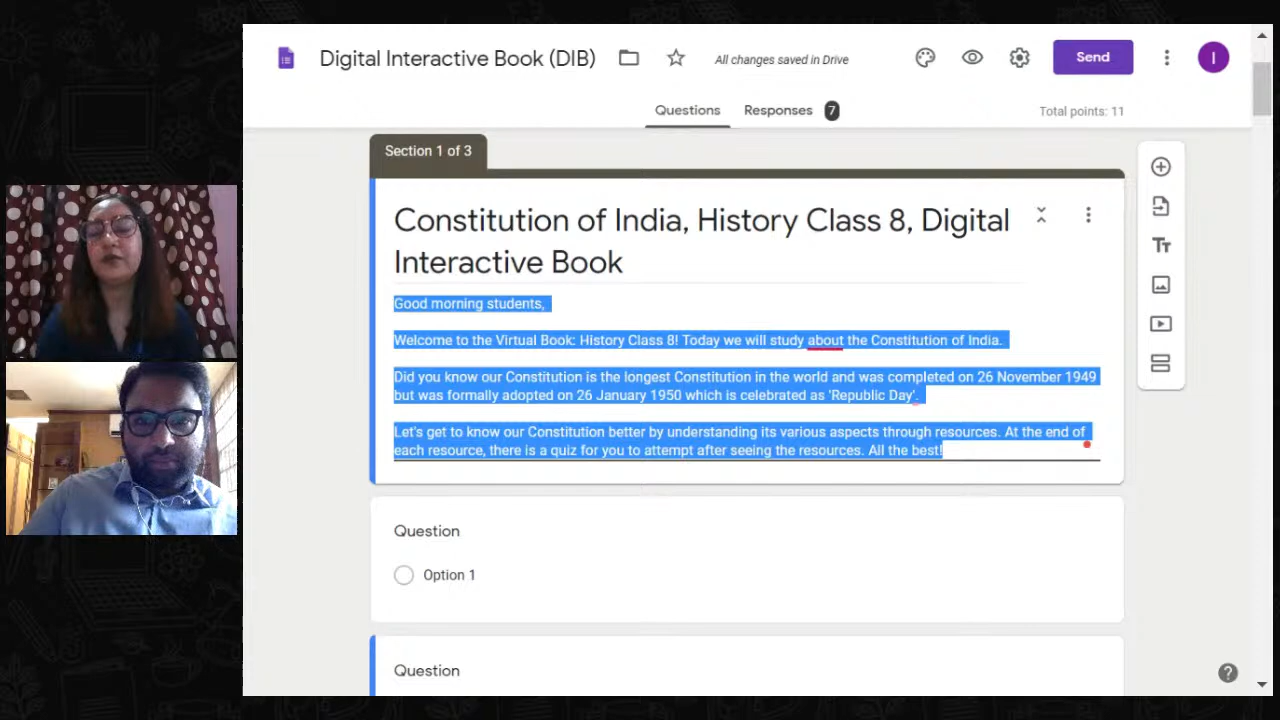 Digital Interactive Book (DIB)
All changes saved in Drive
Send
I
Questions
Responses 7
Total points: 11
Section 1 of 3
Constitution of India, History Class 8, Digital
Interactive Book
Good morning students,
Welcome to the Virtual Book: History Class 8! Today we will study about the Constitution of India.
Did you know our Constitution is the longest Constitution in the world and was completed on 26 November 1949
but was formally adopted on 26 January 1950 which is celebrated as 'Republic Day'.
Let's get to know our Constitution better by understanding its various aspects through resources. At the end of
each resource, there is a quiz for you to attempt after seeing the resources. All the best!
Tt
Question
Option 1
Question
?